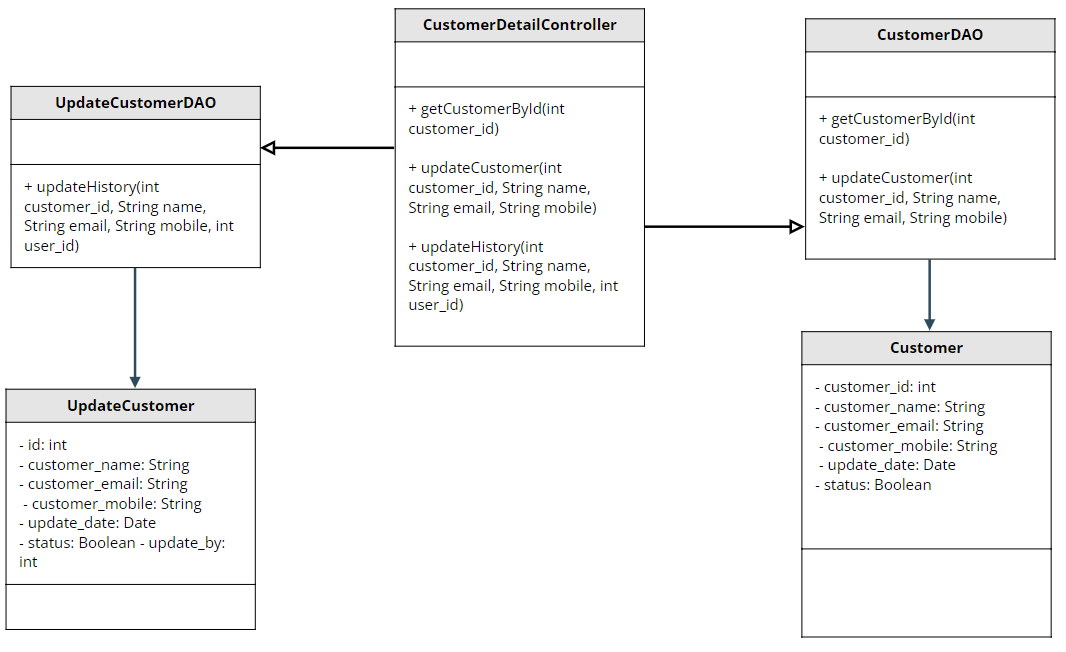 CustomerDetailController
+ getCustomerById(int
customer_id)
+ updateCustomer(int
customer_id, String name,
String email, String mobile)
+ updateHistory(int
customer_id, String name,
String email, String mobile, int
user_id)
CustomerDAO
+ getCustomerById(int
customer_id)
+ updateCustomer(int
customer_id, String name,
String email, String mobile)
UpdateCustomerDAO
+ updateHistory(int
customer_id, String name,
String email, String mobile, int
user_id)
UpdateCustomer
- id: int
- customer_name: String
- customer_email: String
- customer_mobile: String
- update_date: Date
- status: Boolean - update_by:
int
Customer
- customer_id: int
- customer_name: String
- customer_email: String
- customer_mobile: String
- update_date: Date
- status: Boolean